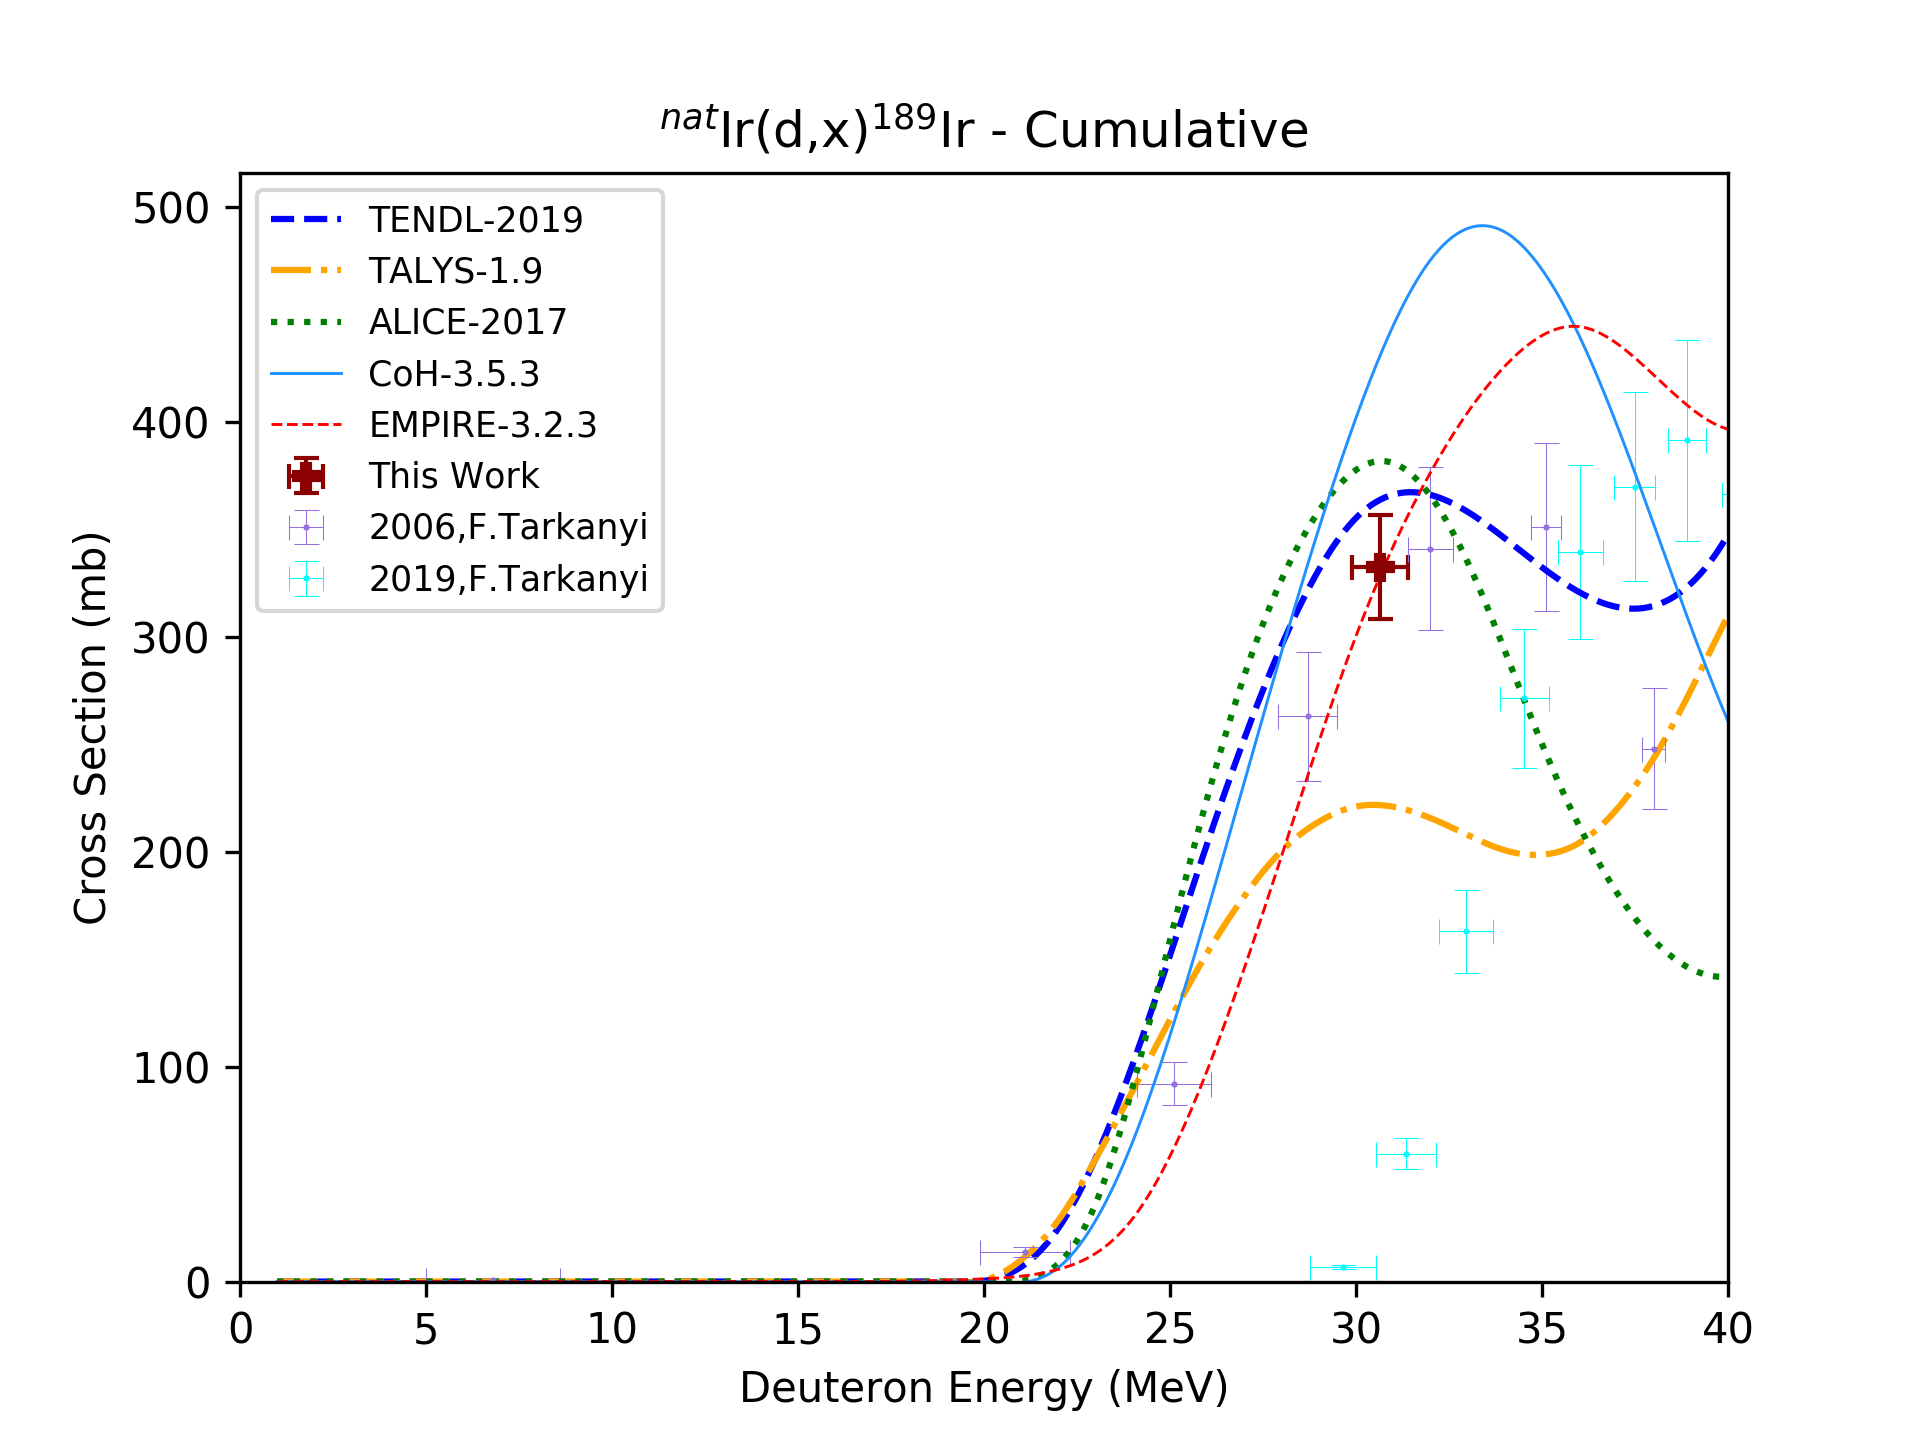 natIr(d,x)189Ir - Cumulative
TENDL-2019
TALYS-1.9
ALICE-2017
CoH-3.5.3
EMPIRE-3.2.3
This Work
2006,F.Tarkanyi
2019,F.Tarkanyi
500
400
300
200
100
0
Cross Section (mb)
0 5 10 15 20 25 30 35 40
Deuteron Energy (MeV)